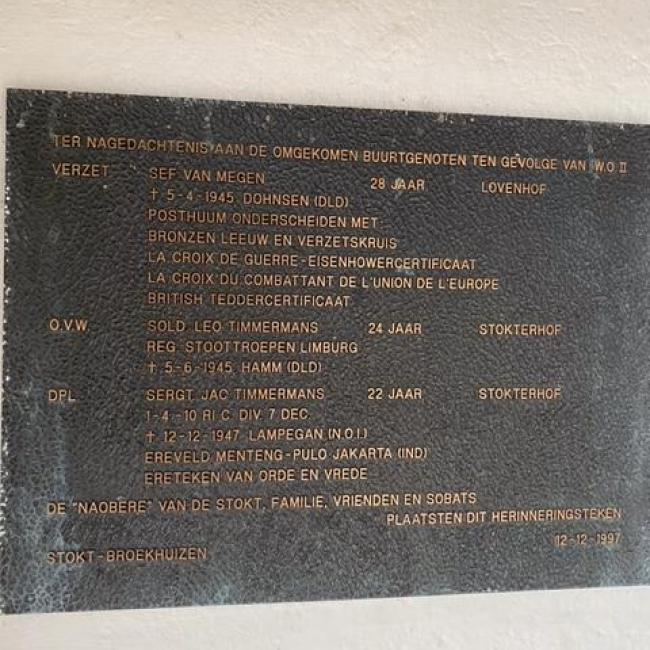 TER NAGEDACHTENIS AAN DE OMGEKOMEN BUURTGENOTEN TEN GEVOLGE VAN W.O II
VERZET SEF VAN MEGEN 28 JAAR LOVENHOF
† 5-4-1945 DOHNSEN (DLD)
POSTHUUM ONDERSCHEIDEN MET
BRONZEN LEEUW EN VERZETSKRUIS
LA CROIX DE GUERRE-EISENHOWERCERTIFICAAT
LA CROIX DU COMBATTANT DE L'UNION DE L'EUROPE
BRITISH TEDDERCERTIFICAAT
O.V.W. SOLD. LEO TIMMERMANS 24 JAAR STOKTERHOF
REG. STOOTTROEPEN LIMBURG
† 5-6-1945 HAMM (DLD)
DPL. SERGT. JAC TIMMERMANS 22 JAAR STOKTERHOF
1-4-10 RI C. DIV. 7 DEC.
† 12-12-1947 LAMPEGAN (N.O.I.)
EREVELD MENTENG-PULO JAKARTA (IND)
ERETEKEN VAN ORDE EN VREDE
DE "NAOBERE" VAN DE STOKT, FAMILIE, VRIENDEN EN SOBATS
PLAATSTEN DIT HERINNERINGSTEKEN
12-12-1997
STOKT-BROEKHUIZEN